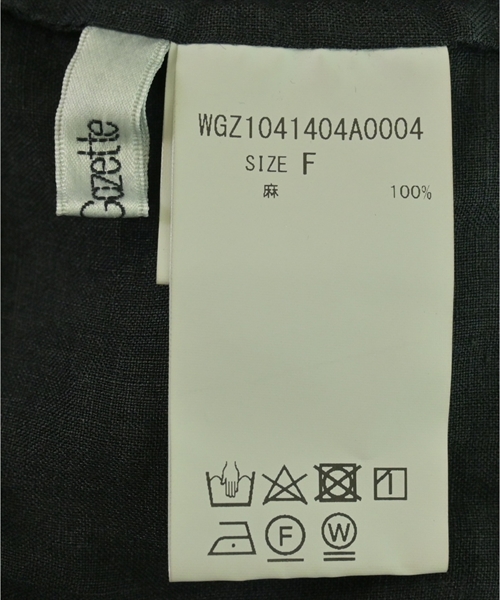 Gazette
WGZ1041404A0004
SIZE F
麻 100%
F W